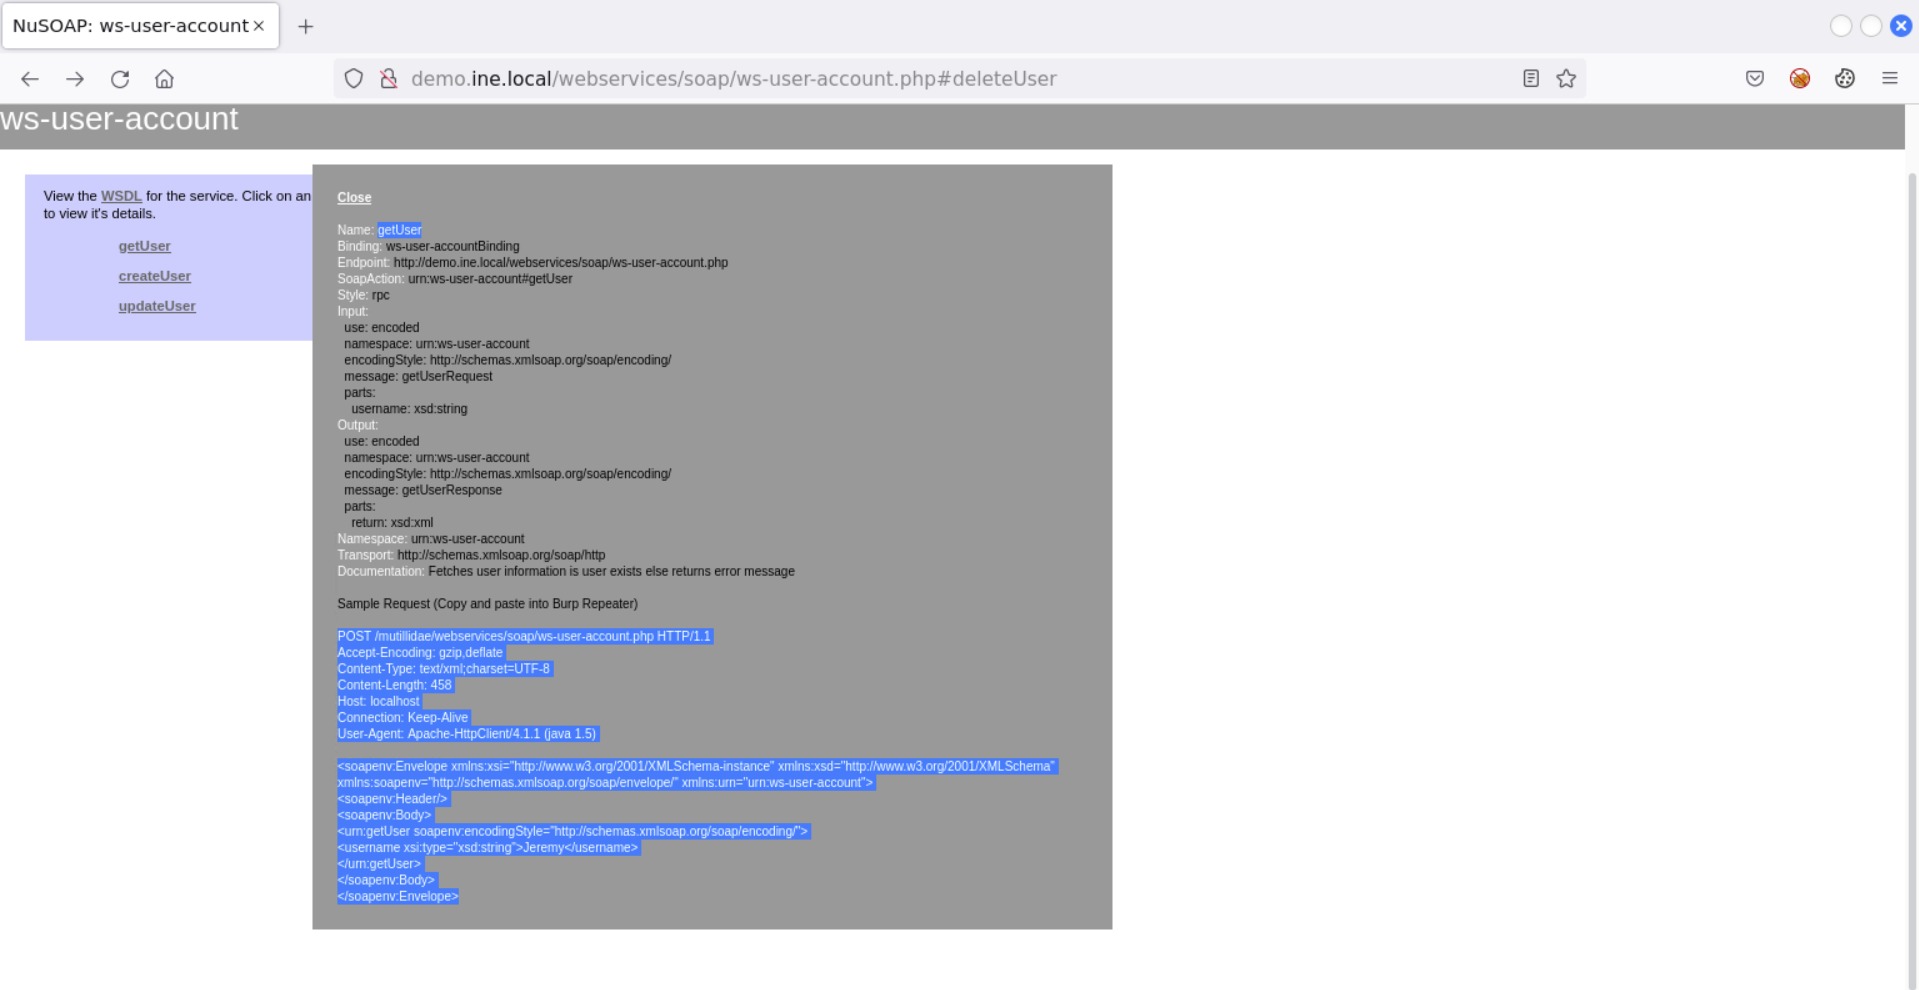 NuSOAP: ws-user-account
demo.ine.local/webservices/soap/ws-user-account.php#deleteUser
ws-user-account
View the WSDL for the service. Click on an
to view it's details.
getUser
createUser
updateUser
Close
Name: getUser
Binding: ws-user-accountBinding
Endpoint: http://demo.ine.local/webservices/soap/ws-user-account.php
SoapAction: urn:ws-user-account#getUser
Style: rpc
Input:
use: encoded
namespace: urn:ws-user-account
encodingStyle: http://schemas.xmlsoap.org/soap/encoding/
message: getUserRequest
parts:
username: xsd:string
Output:
use: encoded
namespace: urn:ws-user-account
encodingStyle: http://schemas.xmlsoap.org/soap/encoding/
message: getUserResponse
parts:
return: xsd:xml
Namespace: urn:ws-user-account
Transport: http://schemas.xmlsoap.org/soap/http
Documentation: Fetches user information is user exists else returns error message
Sample Request (Copy and paste into Burp Repeater)
POST /mutillidae/webservices/soap/ws-user-account.php HTTP/1.1
Accept-Encoding: gzip,deflate
Content-Type: text/xml;charset=UTF-8
Content-Length: 458
Host: localhost
Connection: Keep-Alive
User-Agent: Apache-HttpClient/4.1.1 (java 1.5)
<soapenv:Envelope xmlns:xsi="http://www.w3.org/2001/XMLSchema-instance" xmlns:xsd="http://www.w3.org/2001/XMLSchema"
xmlns:soapenv="http://schemas.xmlsoap.org/soap/envelope/" xmlns:urn="urn:ws-user-account">
<soapenv:Header/>
<soapenv:Body>
<urn:getUser soapenv:encodingStyle="http://schemas.xmlsoap.org/soap/encoding/">
<username xsi:type="xsd:string">Jeremy</username>
</urn:getUser>
</soapenv:Body>
</soapenv:Envelope>